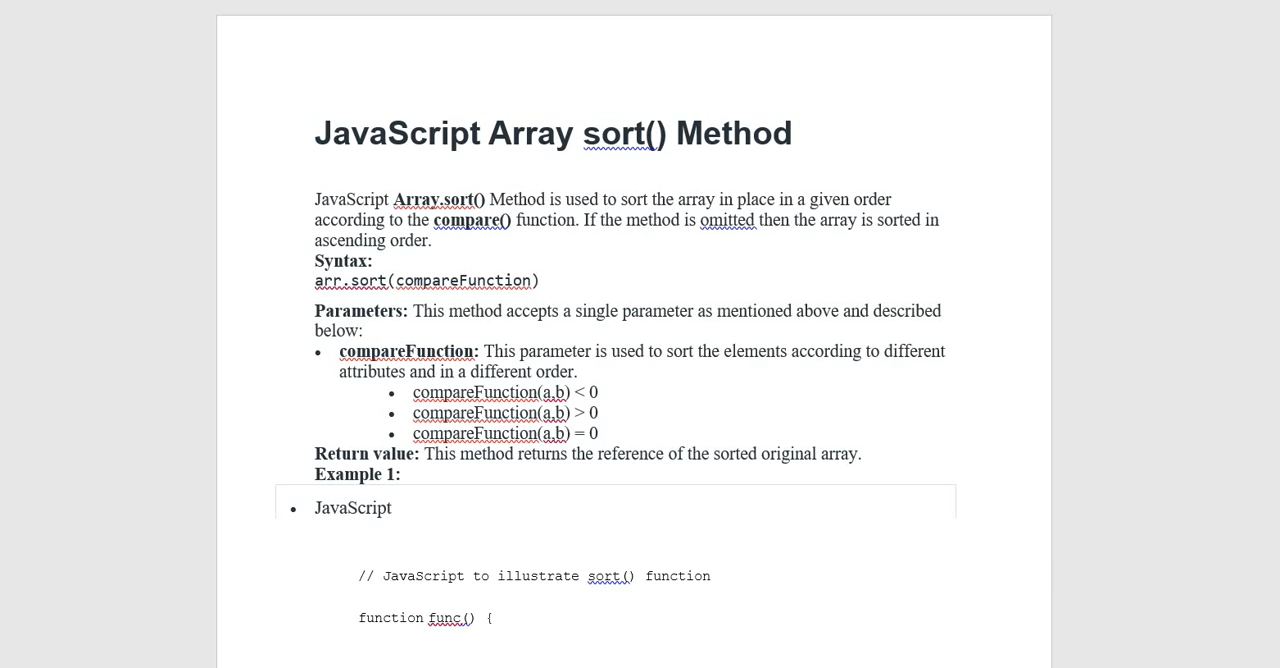 JavaScript Array sort() Method
JavaScript Array.sort() Method is used to sort the array in place in a given order
according to the compare() function. If the method is omitted then the array is sorted in
ascending order.
Syntax:
arr.sort(compareFunction)
Parameters: This method accepts a single parameter as mentioned above and described
below:
• compareFunction: This parameter is used to sort the elements according to different
attributes and in a different order.
• compareFunction(a,b) < 0
• compareFunction(a,b) > 0
• compareFunction(a,b) = 0
Return value: This method returns the reference of the sorted original array.
Example 1:
• JavaScript
// JavaScript to illustrate sort() function
function func() {